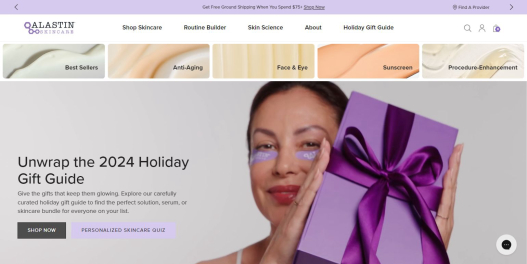 Get Free Ground Shipping When You Spend $75+ Shop Now
Find A Provider
ALASTIN
SKINCARE
Shop Skincare
Routine Builder
Skin Science
About
Holiday Gift Guide
Best Sellers
Anti-Aging
Face & Eye
Sunscreen
Procedure-Enhancement
Unwrap the 2024 Holiday
Gift Guide
Give the gifts that keep them glowing. Explore our carefully
curated holiday gift guide to find the perfect solution, serum, or
skincare bundle for everyone on your list.
SHOP NOW
PERSONALIZED SKINCARE QUIZ